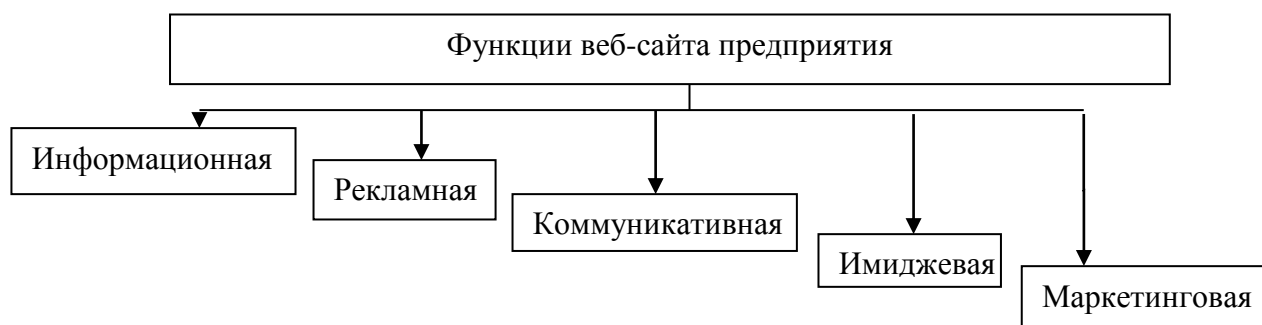 Функции веб-сайта предприятия
Информационная
Рекламная
Коммуникативная
Имиджевая
Маркетинговая